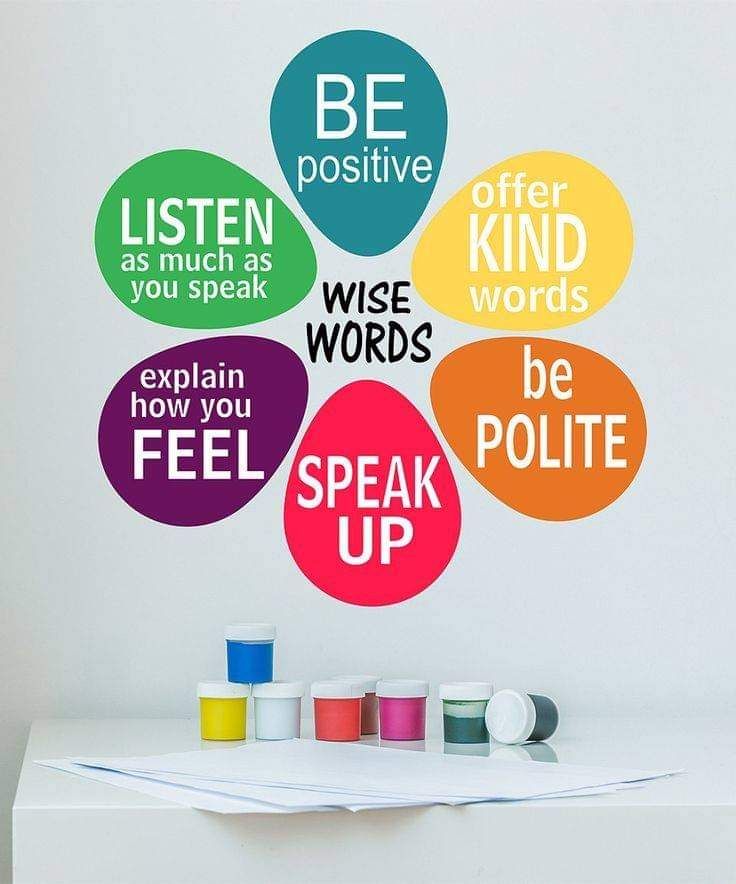 BE
positive
offer
KIND
words
be
POLITE
SPEAK
UP
explain
how you
FEEL
LISTEN
as much as
you speak
WISE
WORDS